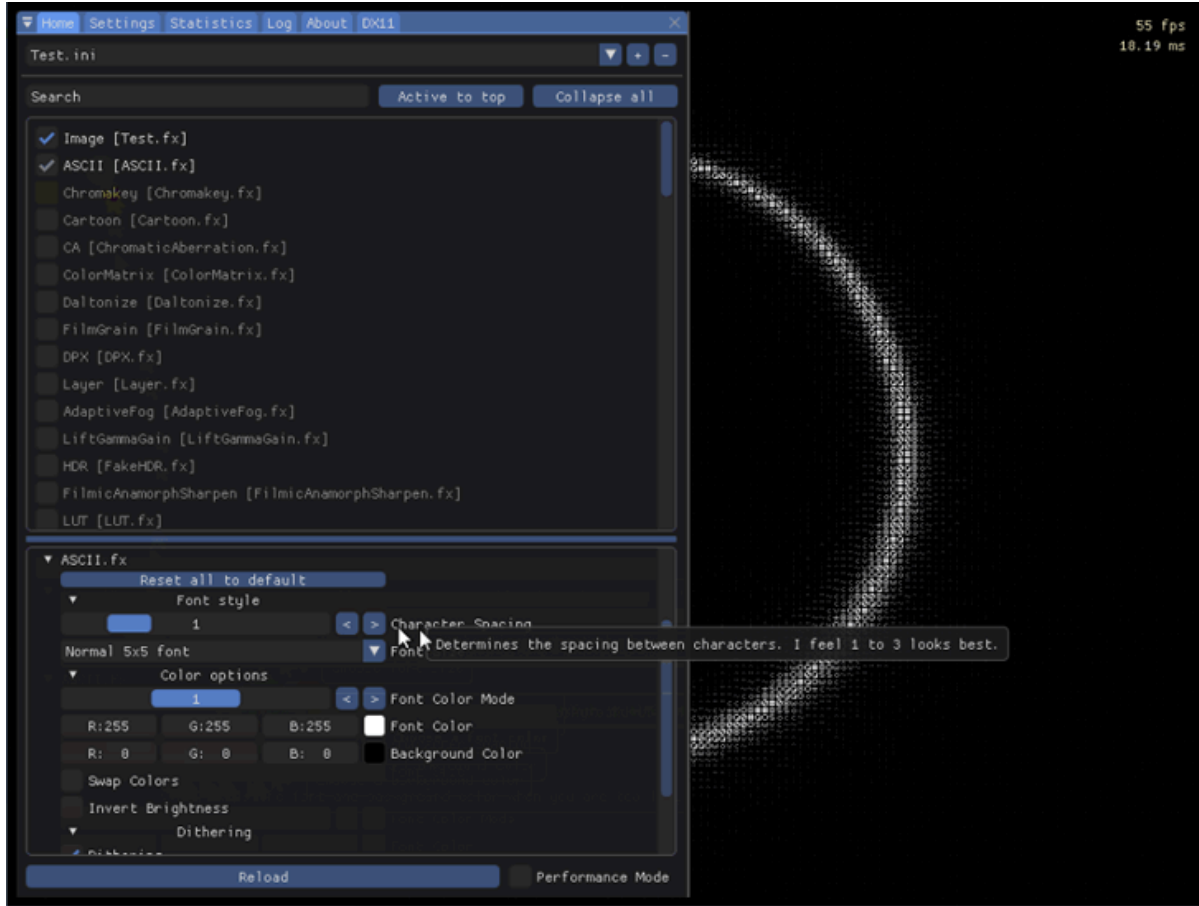 Home Settings Statistics Log About DX11
55 fps
18.19 ms
Test.ini
+ -
Search Active to top Collapse all
Image [Test.fx]
ASCII [ASCII.fx]
Chromakey [Chromakey.fx]
Cartoon [Cartoon.fx]
CA [ChromaticAberration.fx]
ColorMatrix [ColorMatrix.fx]
Daltonize [Daltonize.fx]
FilmGrain [FilmGrain.fx]
DPX [DPX.fx]
Layer [Layer.fx]
AdaptiveFog [AdaptiveFog.fx]
LiftGammaGain [LiftGammaGain.fx]
HDR [FakeHDR.fx]
FilmicAnamorphSharpen [FilmicAnamorphSharpen.fx]
LUT [LUT.fx]
ASCII.fx
Reset all to default
Font style
1 < > Character Spacing
Determines the spacing between characters. I feel 1 to 3 looks best.
Normal 5x5 font Font
Color options
1 < > Font Color Mode
R:255 G:255 B:255 Font Color
R: 0 G: 0 B: 0 Background Color
Swap Colors
Invert Brightness
Dithering
Dithering
Reload Performance Mode